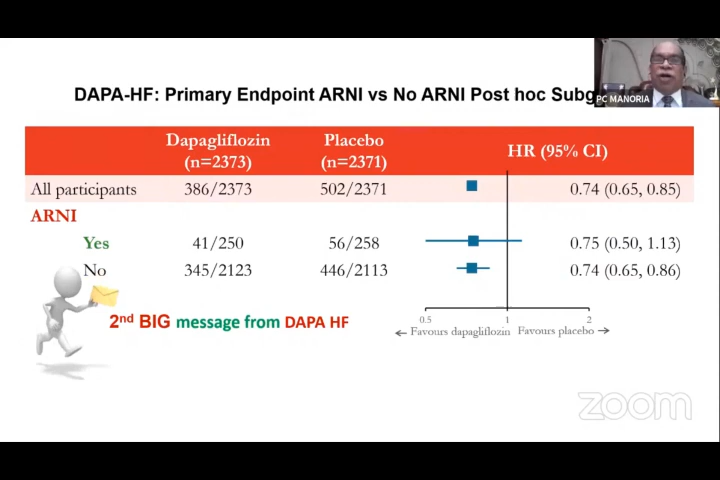 DAPA-HF: Primary Endpoint ARNI vs No ARNI Post hoc Subg
PC MANORIA
Dapagliflozin (n=2373) Placebo (n=2371) HR (95% CI)
All participants 386/2373 502/2371 0.74 (0.65, 0.85)
ARNI
Yes 41/250 56/258 0.75 (0.50, 1.13)
No 345/2123 446/2113 0.74 (0.65, 0.86)
2nd BIG message from DAPA HF
0.5 1 2
← Favours dapagliflozin Favours placebo →
zoom